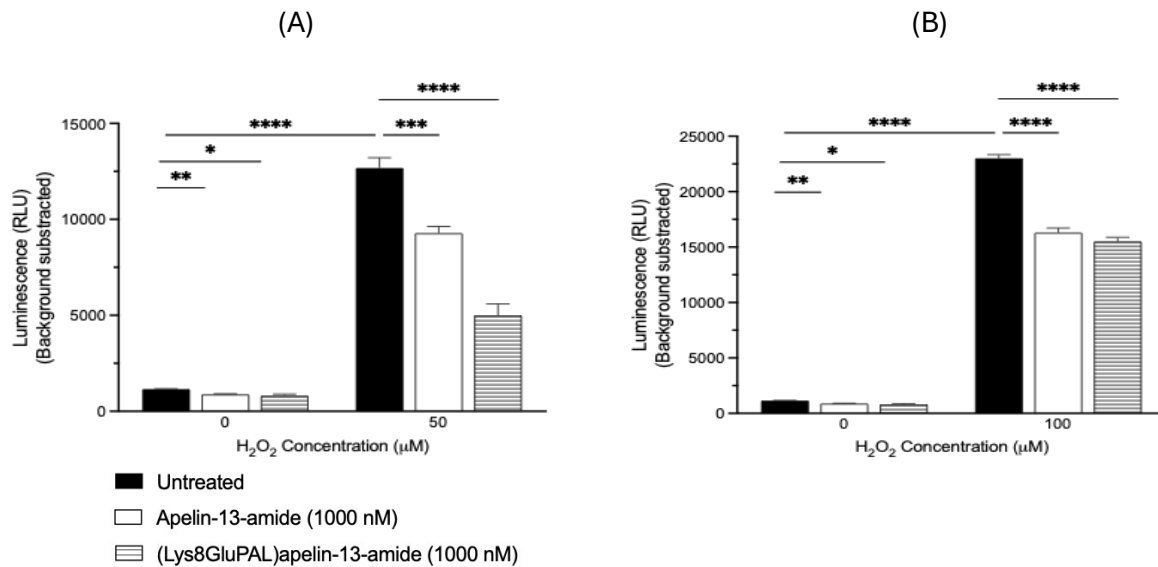 (A)
****
****
***
*
**
15000
10000
5000
0
Luminescence (RLU)
(Background substracted)
0
50
H₂O₂ Concentration (μM)
Untreated
Apelin-13-amide (1000 nM)
(Lys8GluPAL)apelin-13-amide (1000 nM)
(B)
****
****
****
*
**
25000
20000
15000
10000
5000
0
Luminescence (RLU)
(Background substracted)
0
100
H₂O₂ Concentration (μM)